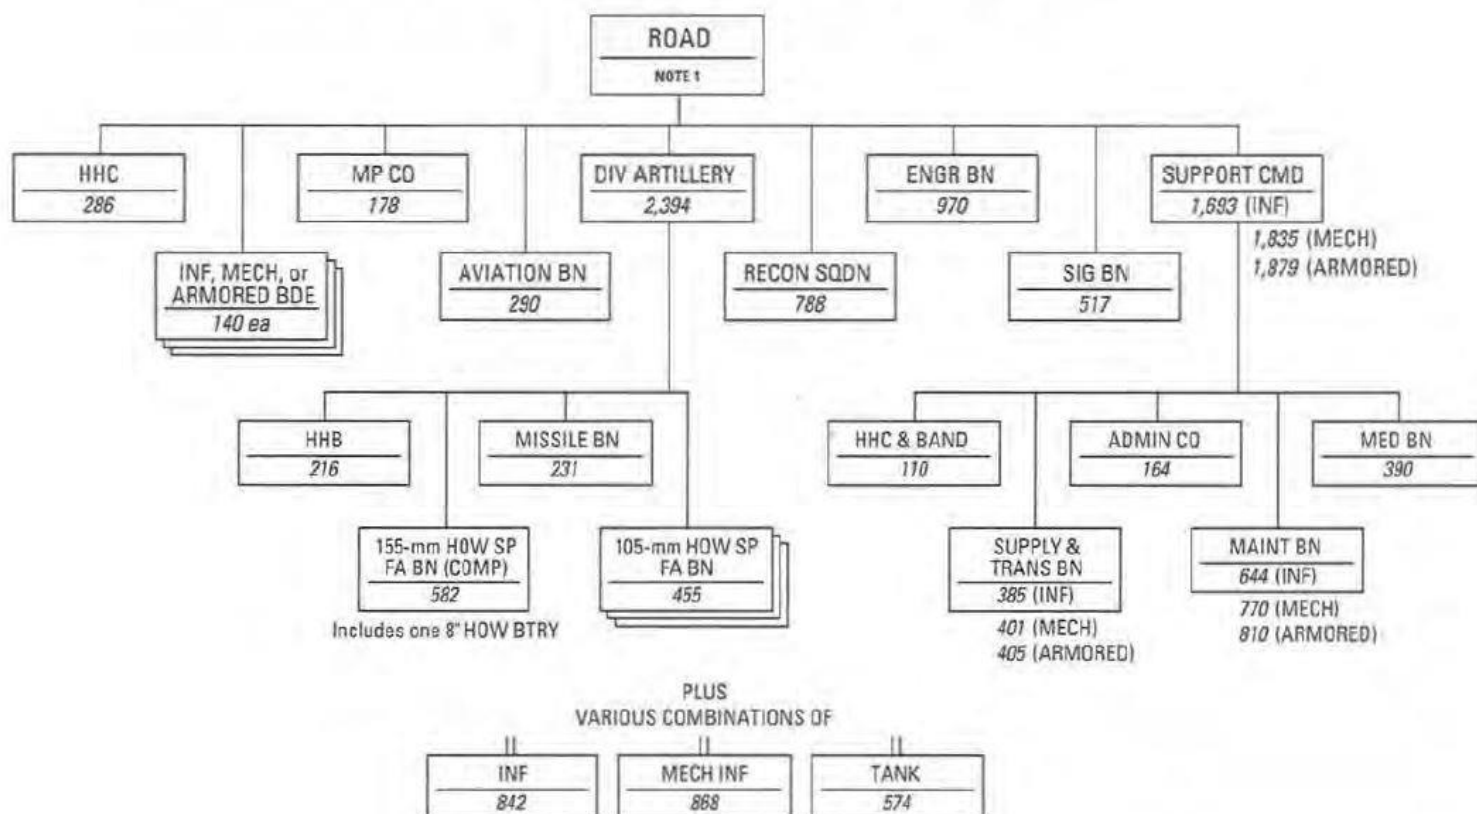 ROAD
NOTE 1
HHC
286
MP CO
178
DIV ARTILLERY
2,394
ENGR BN
970
SUPPORT CMD
1,693 (INF)
1,835 (MECH)
1,879 (ARMORED)
INF, MECH, or
ARMORED BDE
140 ea
AVIATION BN
290
RECON SQDN
788
SIG BN
517
HHB
216
MISSILE BN
231
HHC & BAND
110
ADMIN CO
164
MED BN
390
155-mm HOW SP
FA BN (COMP)
582
Includes one 8" HOW BTRY
105-mm HOW SP
FA BN
455
SUPPLY &
TRANS BN
385 (INF)
401 (MECH)
405 (ARMORED)
MAINT BN
644 (INF)
770 (MECH)
810 (ARMORED)
PLUS
VARIOUS COMBINATIONS OF
INF
842
MECH INF
868
TANK
574